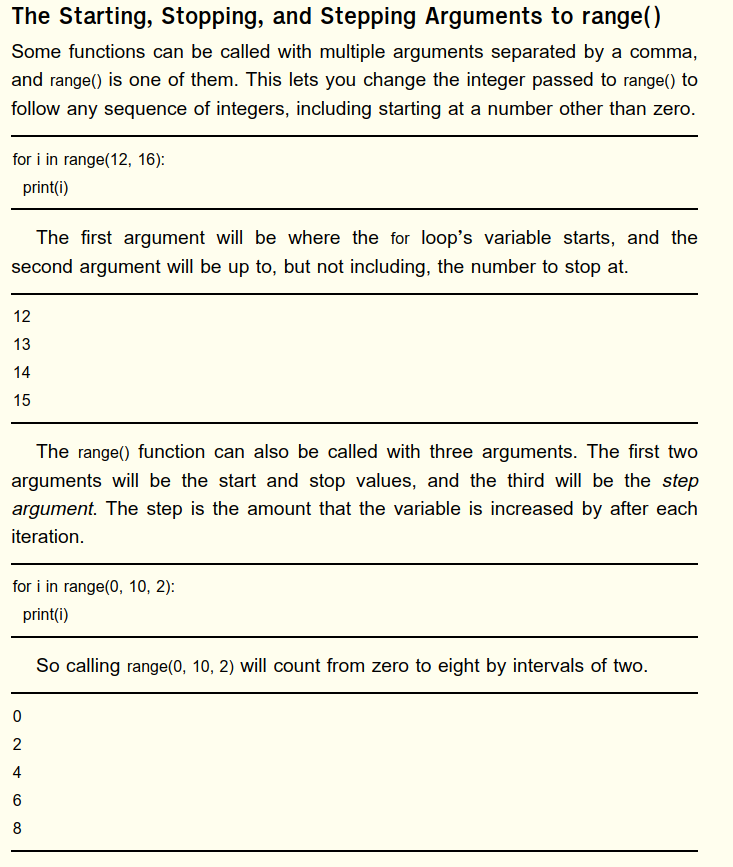 The Starting, Stopping, and Stepping Arguments to range()
Some functions can be called with multiple arguments separated by a comma,
and range() is one of them. This lets you change the integer passed to range() to
follow any sequence of integers, including starting at a number other than zero.
for i in range(12, 16):
  print(i)
The first argument will be where the for loop’s variable starts, and the
second argument will be up to, but not including, the number to stop at.
12
13
14
15
The range() function can also be called with three arguments. The first two
arguments will be the start and stop values, and the third will be the step
argument. The step is the amount that the variable is increased by after each
iteration.
for i in range(0, 10, 2):
  print(i)
So calling range(0, 10, 2) will count from zero to eight by intervals of two.
0
2
4
6
8